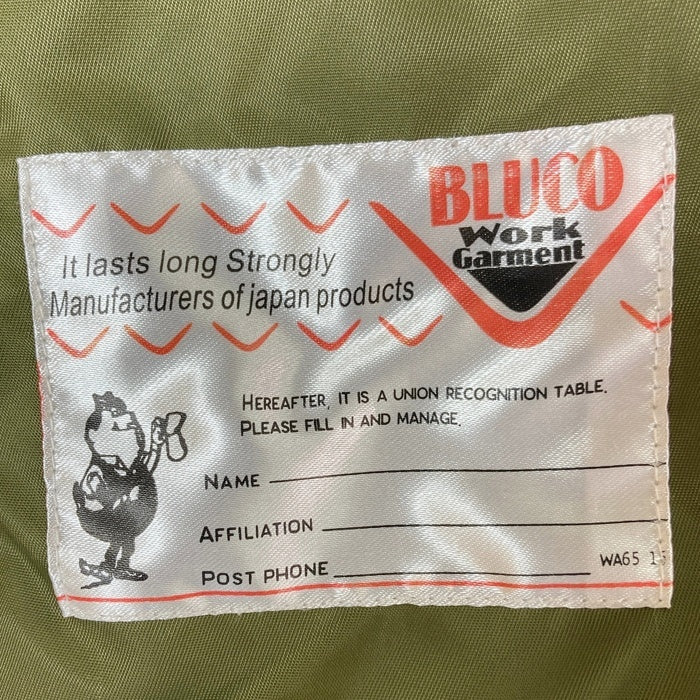 BLUCO
Work
Garment
It lasts long Strongly
Manufacturers of japan products
HEREAFTER, IT IS A UNION RECOGNITION TABLE.
PLEASE FILL IN AND MANAGE.
NAME
AFFILIATION
POST PHONE
WA65